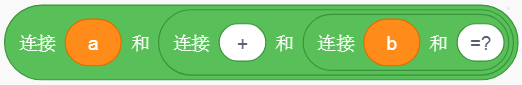 连接 a 和 连接 + 和 连接 b 和 =?